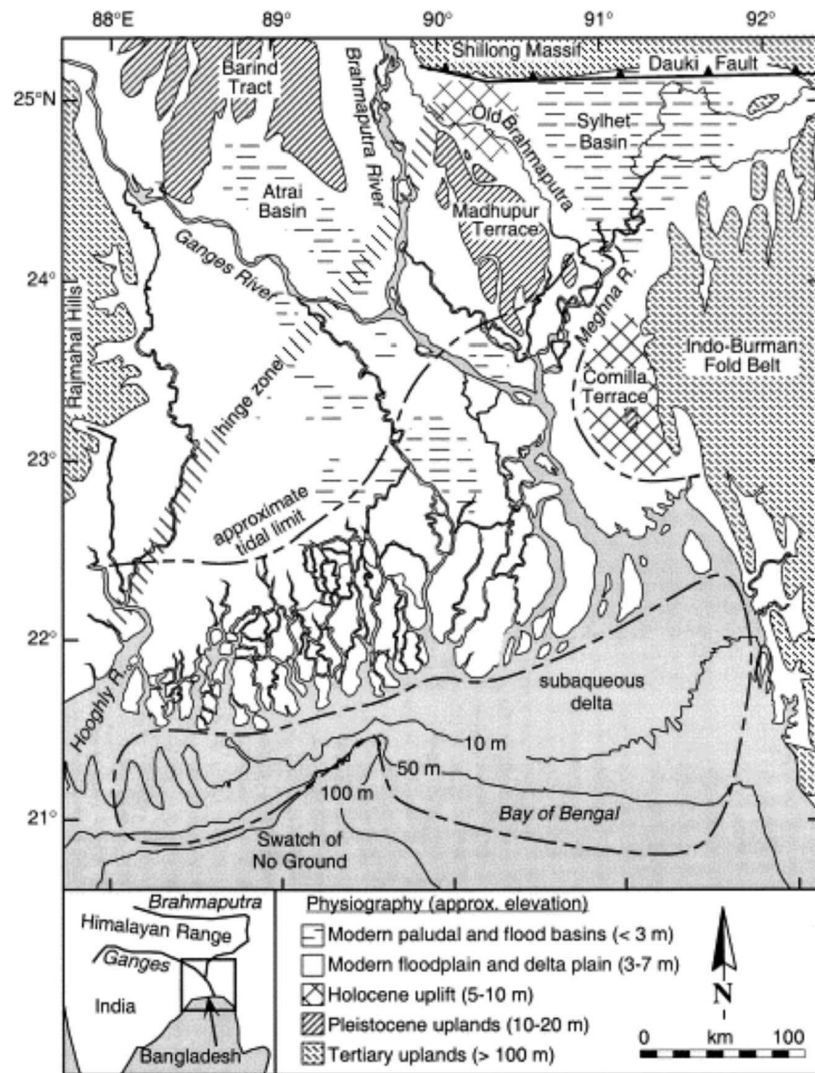 88°E
89°
90°
91°
92°
25°N
24°
23°
22°
21°
Shillong Massif
Dauki Fault
Barind
Tract
Brahmaputra River
Old Brahmaputra
Sylhet
Basin
Atrai
Basin
Madhupur
Terrace
Ganges River
Meghna R.
Rajmahal Hills
hinge zone
Indo-Burman
Fold Belt
Comilla
Terrace
approximate
tidal limit
Hooghly R.
subaqueous
delta
10 m
50 m
100 m
Bay of Bengal
Swatch of
No Ground
Brahmaputra
Himalayan Range
Ganges
India
Bangladesh
Physiography (approx. elevation)
Modern paludal and flood basins (< 3 m)
Modern floodplain and delta plain (3-7 m)
Holocene uplift (5-10 m)
Pleistocene uplands (10-20 m)
Tertiary uplands (> 100 m)
N
0 km 100